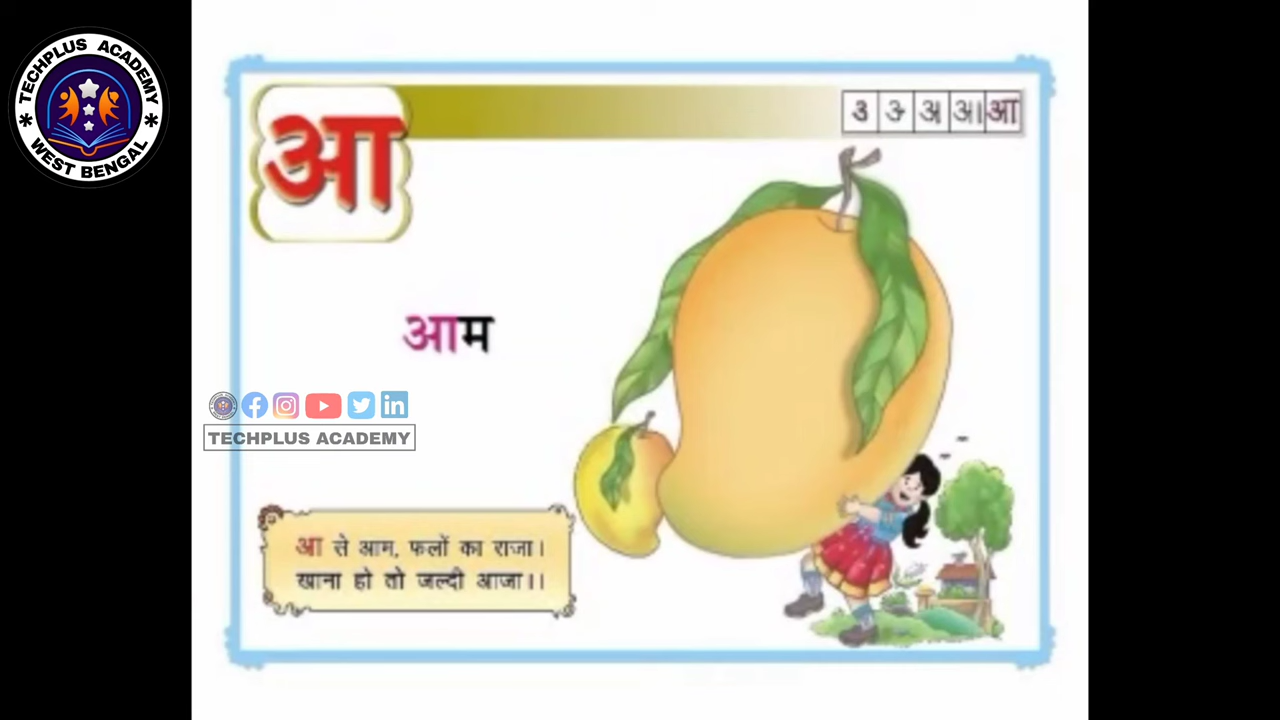 TECHPLUS ACADEMY
WEST BENGAL
आ
आ
आम
TECHPLUS ACADEMY
आ से आम, फलों का राजा।
खाना हो तो जल्दी आजा।।